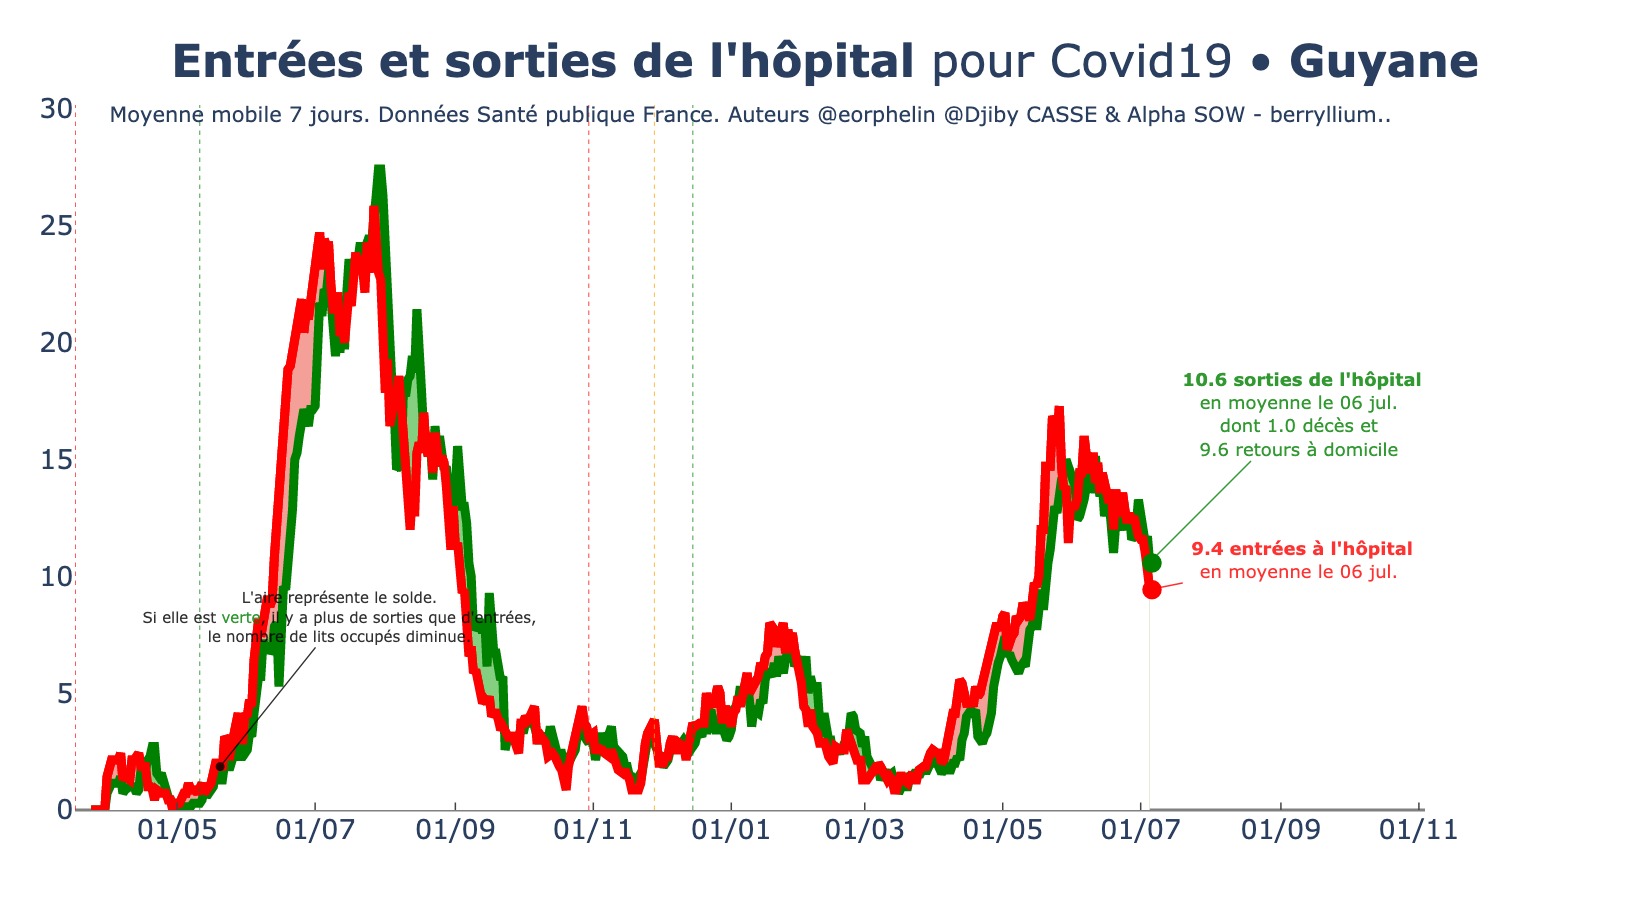 Entrées et sorties de l'hôpital pour Covid19 • Guyane
Moyenne mobile 7 jours. Données Santé publique France. Auteurs @eorphelin @Djiby CASSE & Alpha SOW - berryllium..
30
25
20
15
10
5
0
10.6 sorties de l'hôpital
en moyenne le 06 jul.
dont 1.0 décès et
9.6 retours à domicile
9.4 entrées à l'hôpital
en moyenne le 06 jul.
L'aire représente le solde.
Si elle est verte, il y a plus de sorties que d'entrées,
le nombre de lits occupés diminue.
01/05 01/07 01/09 01/11 01/01 01/03 01/05 01/07 01/09 01/11